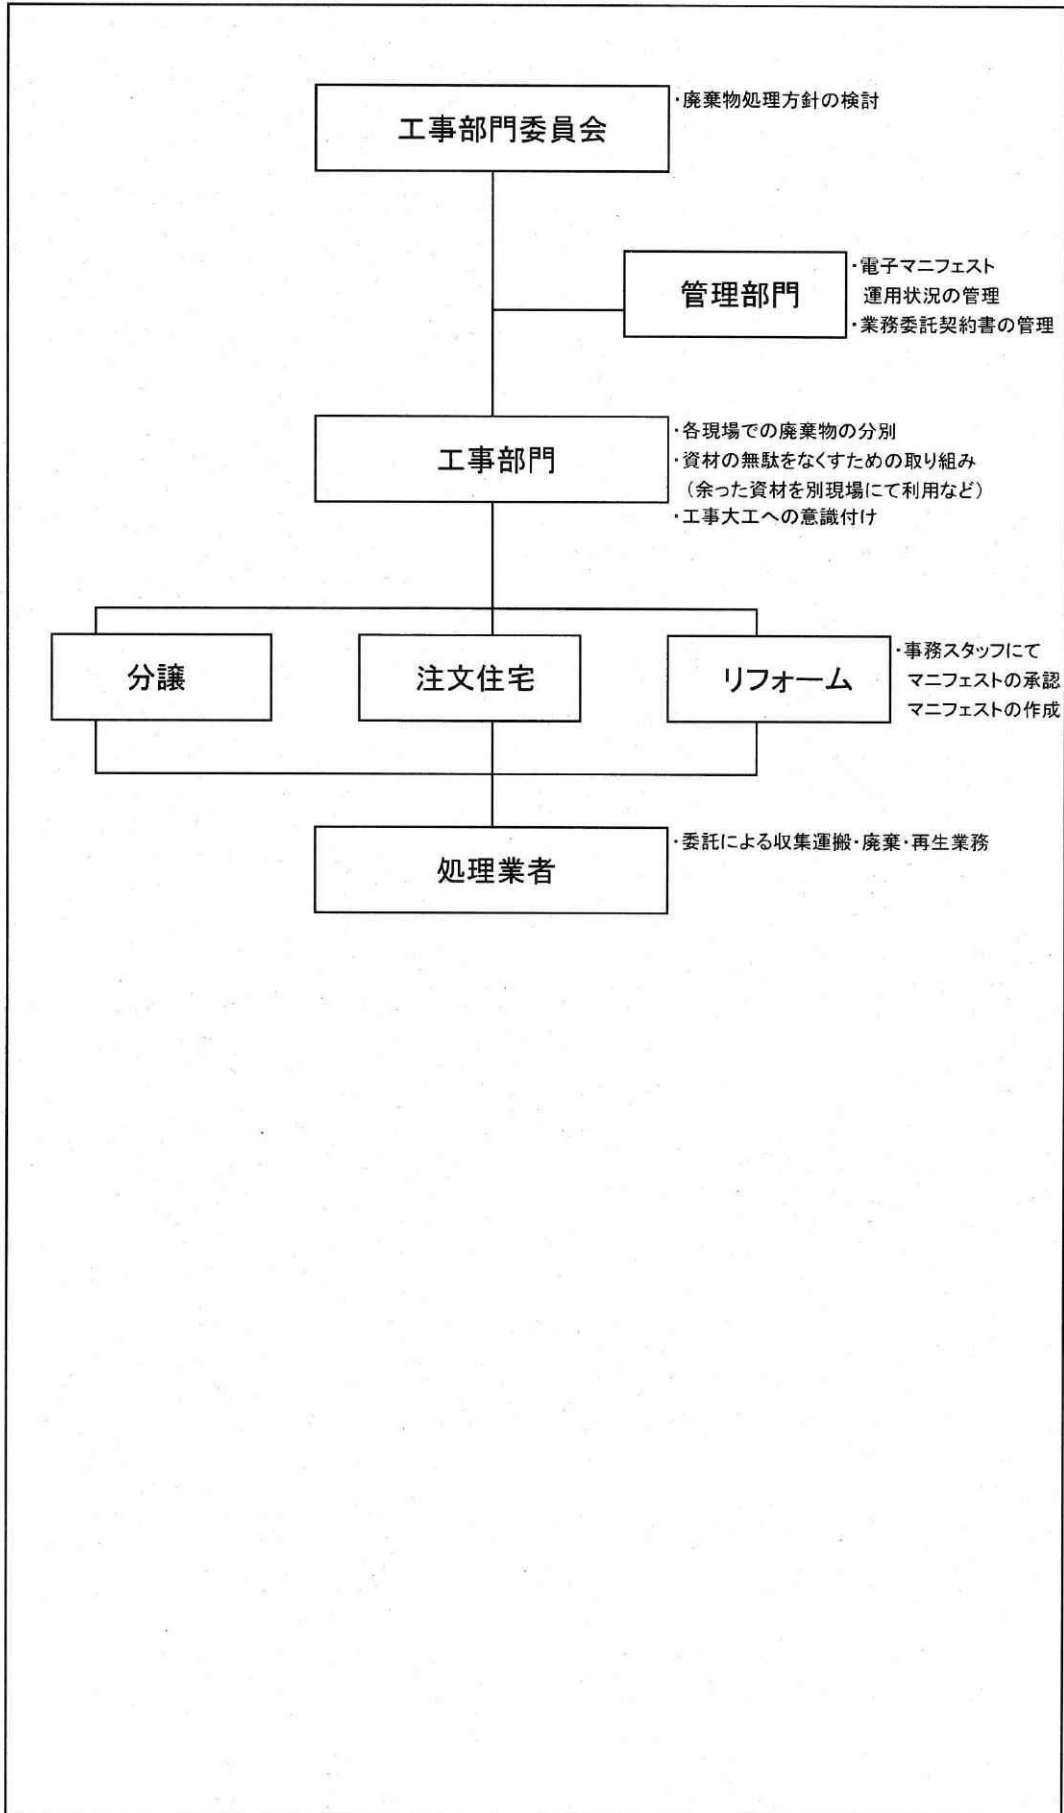 工事部門委員会
・廃棄物処理方針の検討
管理部門
・電子マニフェスト
運用状況の管理
・業務委託契約書の管理
工事部門
・各現場での廃棄物の分別
・資材の無駄をなくすための取り組み
（余った資材を別現場にて利用など）
・工事大工への意識付け
分譲
注文住宅
リフォーム
・事務スタッフにて
マニフェストの承認
マニフェストの作成
処理業者
・委託による収集運搬・廃棄・再生業務